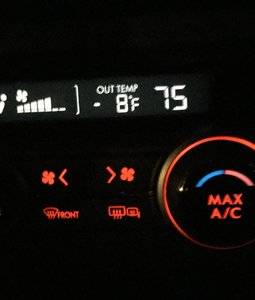 OUT TEMP
- 8°F 75
FRONT
MAX
A/C